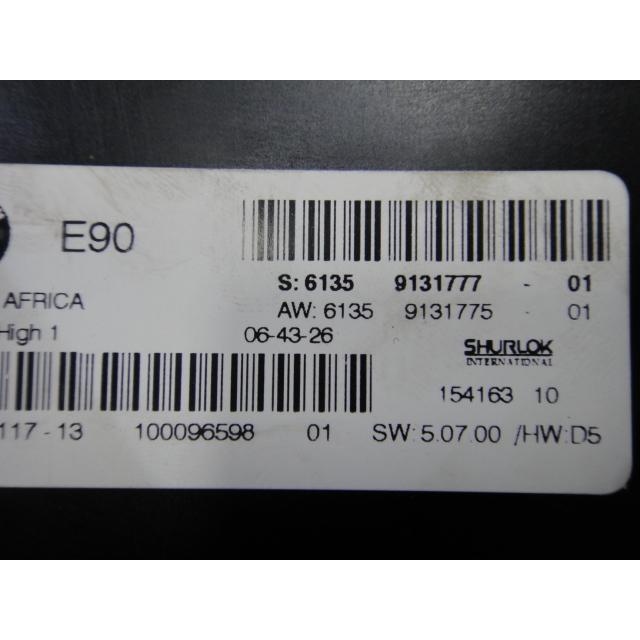 E90
S: 6135 9131777 - 01
AFRICA
AW: 6135 9131775 - 01
High 1 06-43-26
SHURLOK
INTERNATIONAL
154163 10
117-13 100096598 01 SW: 5.07.00 /HW:D5